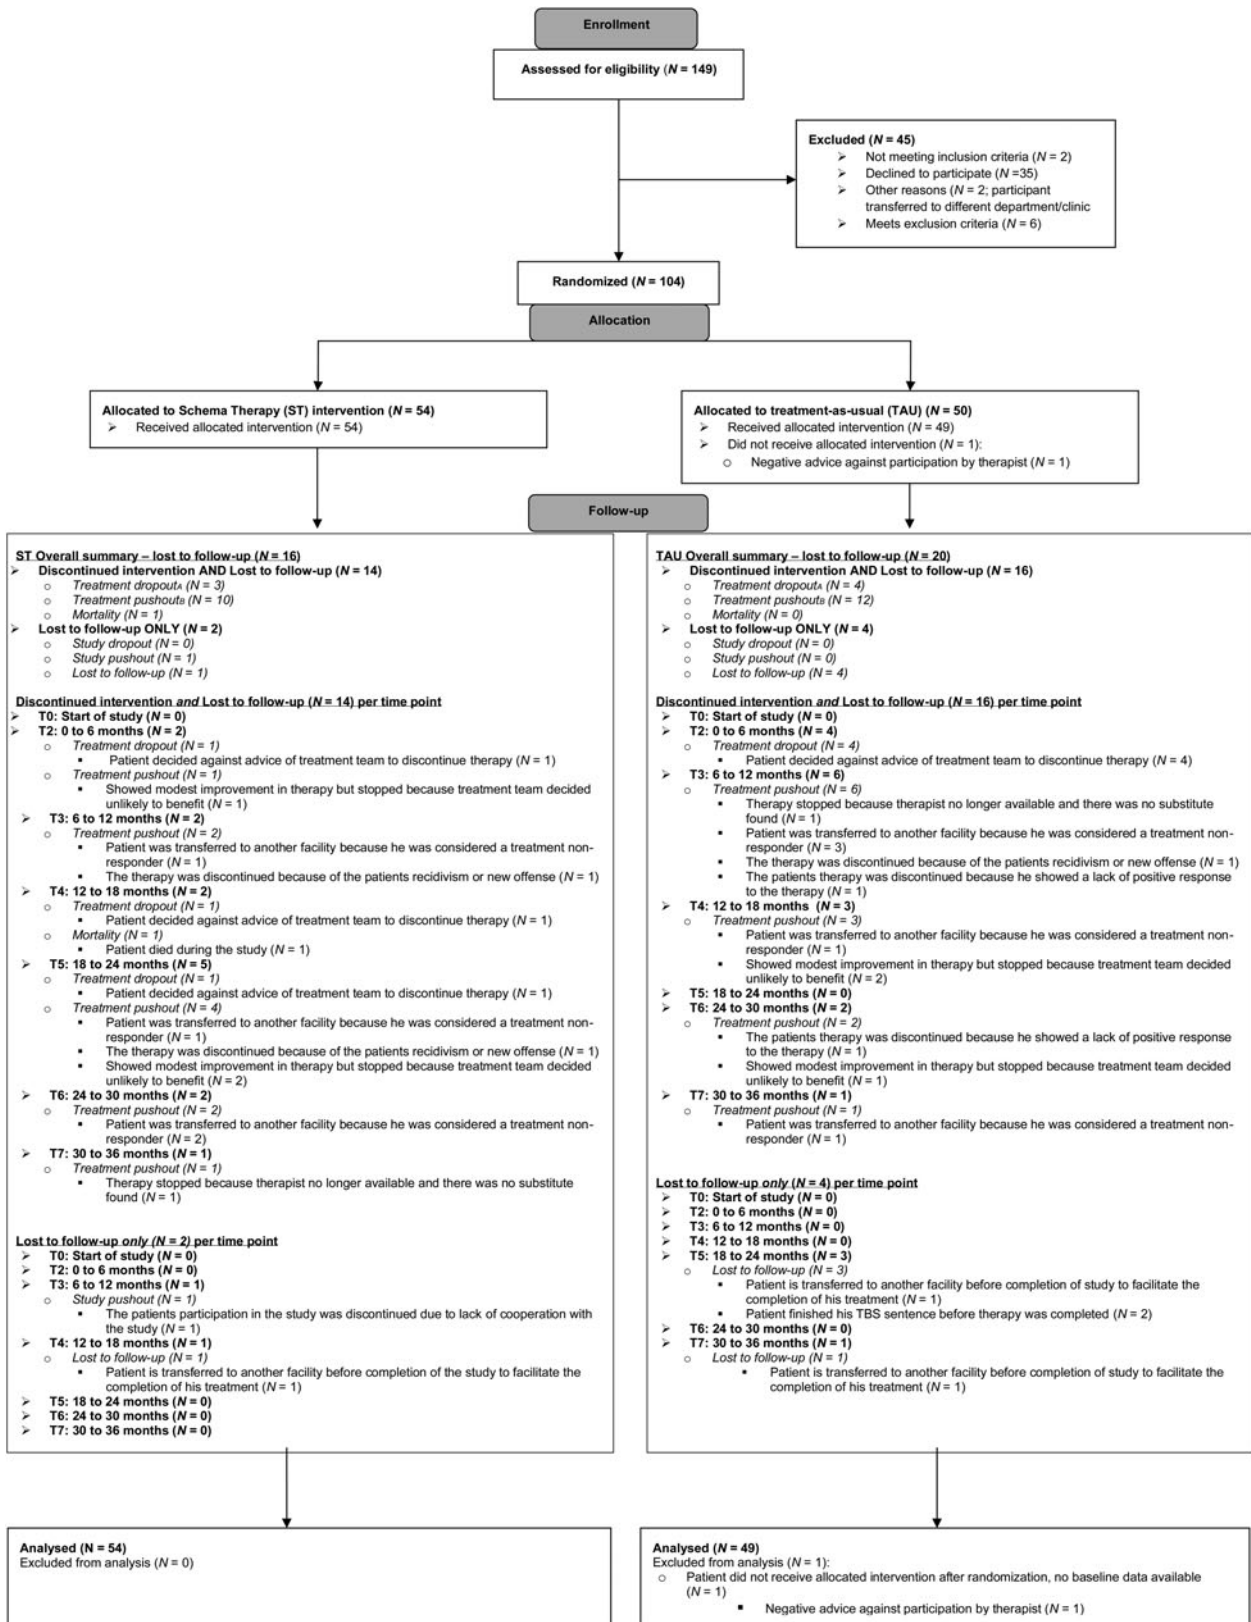 Enrollment
Assessed for eligibility (N = 149)
Excluded (N = 45)
➢ Not meeting inclusion criteria (N = 2)
➢ Declined to participate (N =35)
➢ Other reasons (N = 2; participant
transferred to different department/clinic
➢ Meets exclusion criteria (N = 6)
Randomized (N = 104)
Allocation
Allocated to Schema Therapy (ST) intervention (N = 54)
➢ Received allocated intervention (N = 54)
Allocated to treatment-as-usual (TAU) (N = 50)
➢ Received allocated intervention (N = 49)
➢ Did not receive allocated intervention (N = 1):
o Negative advice against participation by therapist (N = 1)
Follow-up
ST Overall summary – lost to follow-up (N = 16)
➢ Discontinued intervention AND Lost to follow-up (N = 14)
o Treatment dropoutA (N = 3)
o Treatment pushoutB (N = 10)
o Mortality (N = 1)
➢ Lost to follow-up ONLY (N = 2)
o Study dropout (N = 0)
o Study pushout (N = 1)
o Lost to follow-up (N = 1)
Discontinued intervention and Lost to follow-up (N = 14) per time point
➢ T0: Start of study (N = 0)
➢ T2: 0 to 6 months (N = 2)
o Treatment dropout (N = 1)
▪ Patient decided against advice of treatment team to discontinue therapy (N = 1)
o Treatment pushout (N = 1)
▪ Showed modest improvement in therapy but stopped because treatment team decided
unlikely to benefit (N = 1)
➢ T3: 6 to 12 months (N = 2)
o Treatment pushout (N = 2)
▪ Patient was transferred to another facility because he was considered a treatment non-
responder (N = 1)
▪ The therapy was discontinued because of the patients recidivism or new offense (N = 1)
➢ T4: 12 to 18 months (N = 2)
o Treatment dropout (N = 1)
▪ Patient decided against advice of treatment team to discontinue therapy (N = 1)
o Mortality (N = 1)
▪ Patient died during the study (N = 1)
➢ T5: 18 to 24 months (N = 5)
o Treatment dropout (N = 1)
▪ Patient decided against advice of treatment team to discontinue therapy (N = 1)
o Treatment pushout (N = 4)
▪ Patient was transferred to another facility because he was considered a treatment non-
responder (N = 1)
▪ The therapy was discontinued because of the patients recidivism or new offense (N = 1)
▪ Showed modest improvement in therapy but stopped because treatment team decided
unlikely to benefit (N = 2)
➢ T6: 24 to 30 months (N = 2)
o Treatment pushout (N = 2)
▪ Patient was transferred to another facility because he was considered a treatment non-
responder (N = 2)
➢ T7: 30 to 36 months (N = 1)
o Treatment pushout (N = 1)
▪ Therapy stopped because therapist no longer available and there was no substitute
found (N = 1)
Lost to follow-up only (N = 2) per time point
➢ T0: Start of study (N = 0)
➢ T2: 0 to 6 months (N = 0)
➢ T3: 6 to 12 months (N = 1)
o Study pushout (N = 1)
▪ The patients participation in the study was discontinued due to lack of cooperation with
the study (N = 1)
➢ T4: 12 to 18 months (N = 1)
o Lost to follow-up (N = 1)
▪ Patient is transferred to another facility before completion of the study to facilitate the
completion of his treatment (N = 1)
➢ T5: 18 to 24 months (N = 0)
➢ T6: 24 to 30 months (N = 0)
➢ T7: 30 to 36 months (N = 0)
TAU Overall summary – lost to follow-up (N = 20)
➢ Discontinued intervention AND Lost to follow-up (N = 16)
o Treatment dropoutA (N = 4)
o Treatment pushoutB (N = 12)
o Mortality (N = 0)
➢ Lost to follow-up ONLY (N = 4)
o Study dropout (N = 0)
o Study pushout (N = 0)
o Lost to follow-up (N = 4)
Discontinued intervention and Lost to follow-up (N = 16) per time point
➢ T0: Start of study (N = 0)
➢ T2: 0 to 6 months (N = 4)
o Treatment dropout (N = 4)
▪ Patient decided against advice of treatment team to discontinue therapy (N = 4)
➢ T3: 6 to 12 months (N = 6)
o Treatment pushout (N = 6)
▪ Therapy stopped because therapist no longer available and there was no substitute
found (N = 1)
▪ Patient was transferred to another facility because he was considered a treatment non-
responder (N = 3)
▪ The therapy was discontinued because of the patients recidivism or new offense (N = 1)
▪ The patients therapy was discontinued because he showed a lack of positive response
to the therapy (N = 1)
➢ T4: 12 to 18 months (N = 3)
o Treatment pushout (N = 3)
▪ Patient was transferred to another facility because he was considered a treatment non-
responder (N = 1)
▪ Showed modest improvement in therapy but stopped because treatment team decided
unlikely to benefit (N = 2)
➢ T5: 18 to 24 months (N = 0)
➢ T6: 24 to 30 months (N = 2)
o Treatment pushout (N = 2)
▪ The patients therapy was discontinued because he showed a lack of positive response
to the therapy (N = 1)
▪ Showed modest improvement in therapy but stopped because treatment team decided
unlikely to benefit (N = 1)
➢ T7: 30 to 36 months (N = 1)
o Treatment pushout (N = 1)
▪ Patient was transferred to another facility because he was considered a treatment non-
responder (N = 1)
Lost to follow-up only (N = 4) per time point
➢ T0: Start of study (N = 0)
➢ T2: 0 to 6 months (N = 0)
➢ T3: 6 to 12 months (N = 0)
➢ T4: 12 to 18 months (N = 0)
➢ T5: 18 to 24 months (N = 3)
o Lost to follow-up (N = 3)
▪ Patient is transferred to another facility before completion of study to facilitate the
completion of his treatment (N = 1)
▪ Patient finished his TBS sentence before therapy was completed (N = 2)
➢ T6: 24 to 30 months (N = 0)
➢ T7: 30 to 36 months (N = 1)
o Lost to follow-up (N = 1)
▪ Patient is transferred to another facility before completion of study to facilitate the
completion of his treatment (N = 1)
Analysed (N = 54)
Excluded from analysis (N = 0)
Analysed (N = 49)
Excluded from analysis (N = 1):
o Patient did not receive allocated intervention after randomization, no baseline data available
(N = 1)
▪ Negative advice against participation by therapist (N = 1)